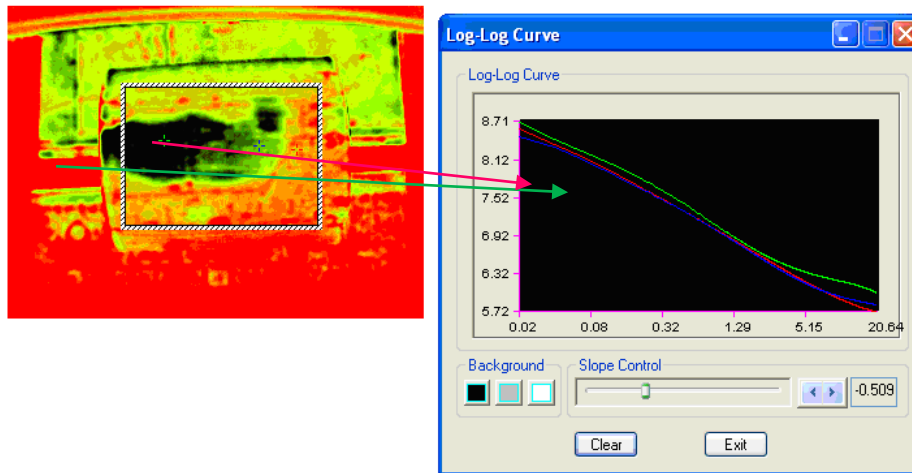 Log-Log Curve
Log-Log Curve
8.71
8.12
7.52
6.92
6.32
5.72
0.02 0.08 0.32 1.29 5.15 20.64
Background Slope Control
-0.509
Clear Exit